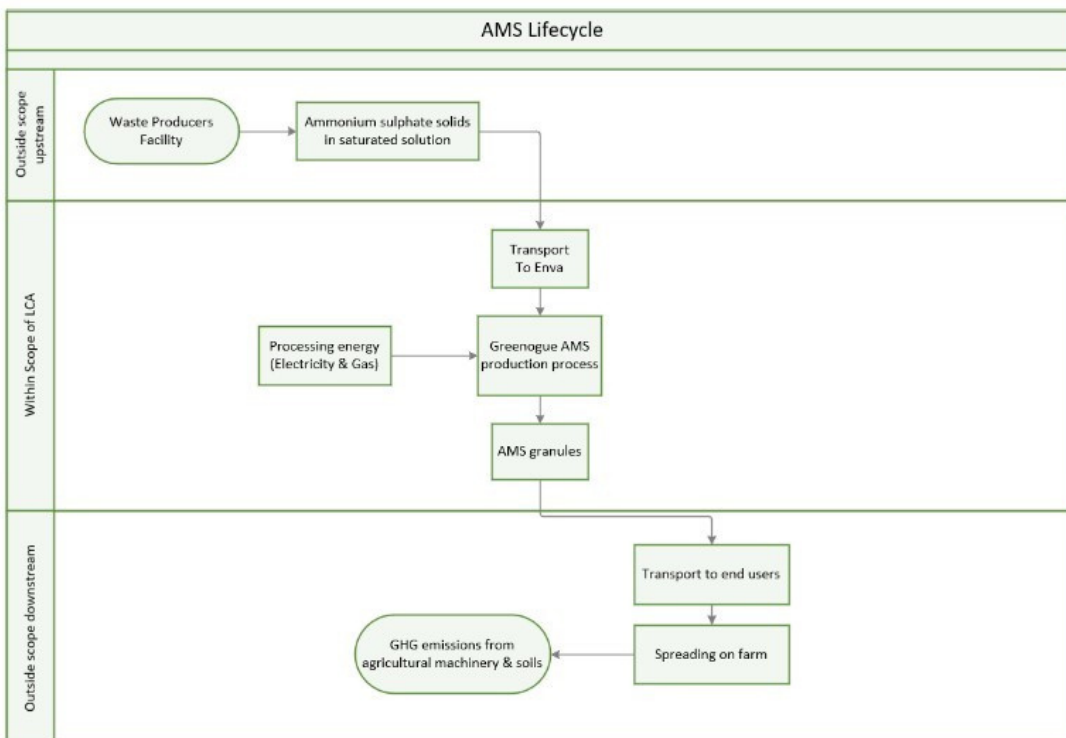 AMS Lifecycle
Outside scope
upstream
Waste Producers
Facility
Ammonium sulphate solids
in saturated solution
Within Scope of LCA
Transport
To Enva
Processing energy
(Electricity & Gas)
Greenogue AMS
production process
AMS granules
Outside scope downstream
Transport to end users
Spreading on farm
GHG emissions from
agricultural machinery & soils